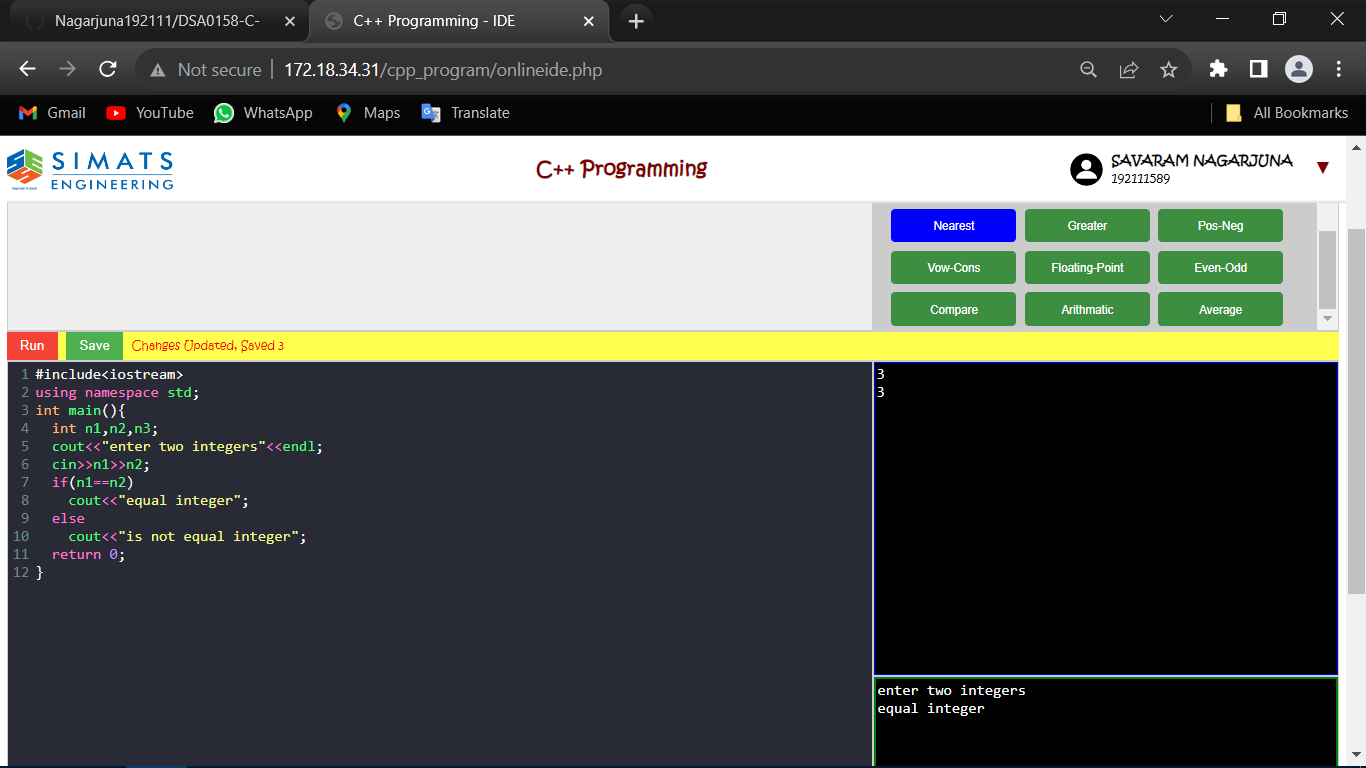 Nagarjuna192111/DSA0158-C-
C++ Programming - IDE
Not secure
172.18.34.31/cpp_program/onlineide.php
Gmail
YouTube
WhatsApp
Maps
Translate
All Bookmarks
SIMATS
ENGINEERING
C++ Programming
SAVARAM NAGARJUNA
192111589
Nearest
Greater
Pos-Neg
Vow-Cons
Floating-Point
Even-Odd
Compare
Arithmatic
Average
Run
Save
Changes Updated, Saved 3
1 #include<iostream>
2 using namespace std;
3 int main(){
4   int n1,n2,n3;
5   cout<<"enter two integers"<<endl;
6   cin>>n1>>n2;
7   if(n1==n2)
8     cout<<"equal integer";
9   else
10     cout<<"is not equal integer";
11   return 0;
12 }
3
3
enter two integers
equal integer